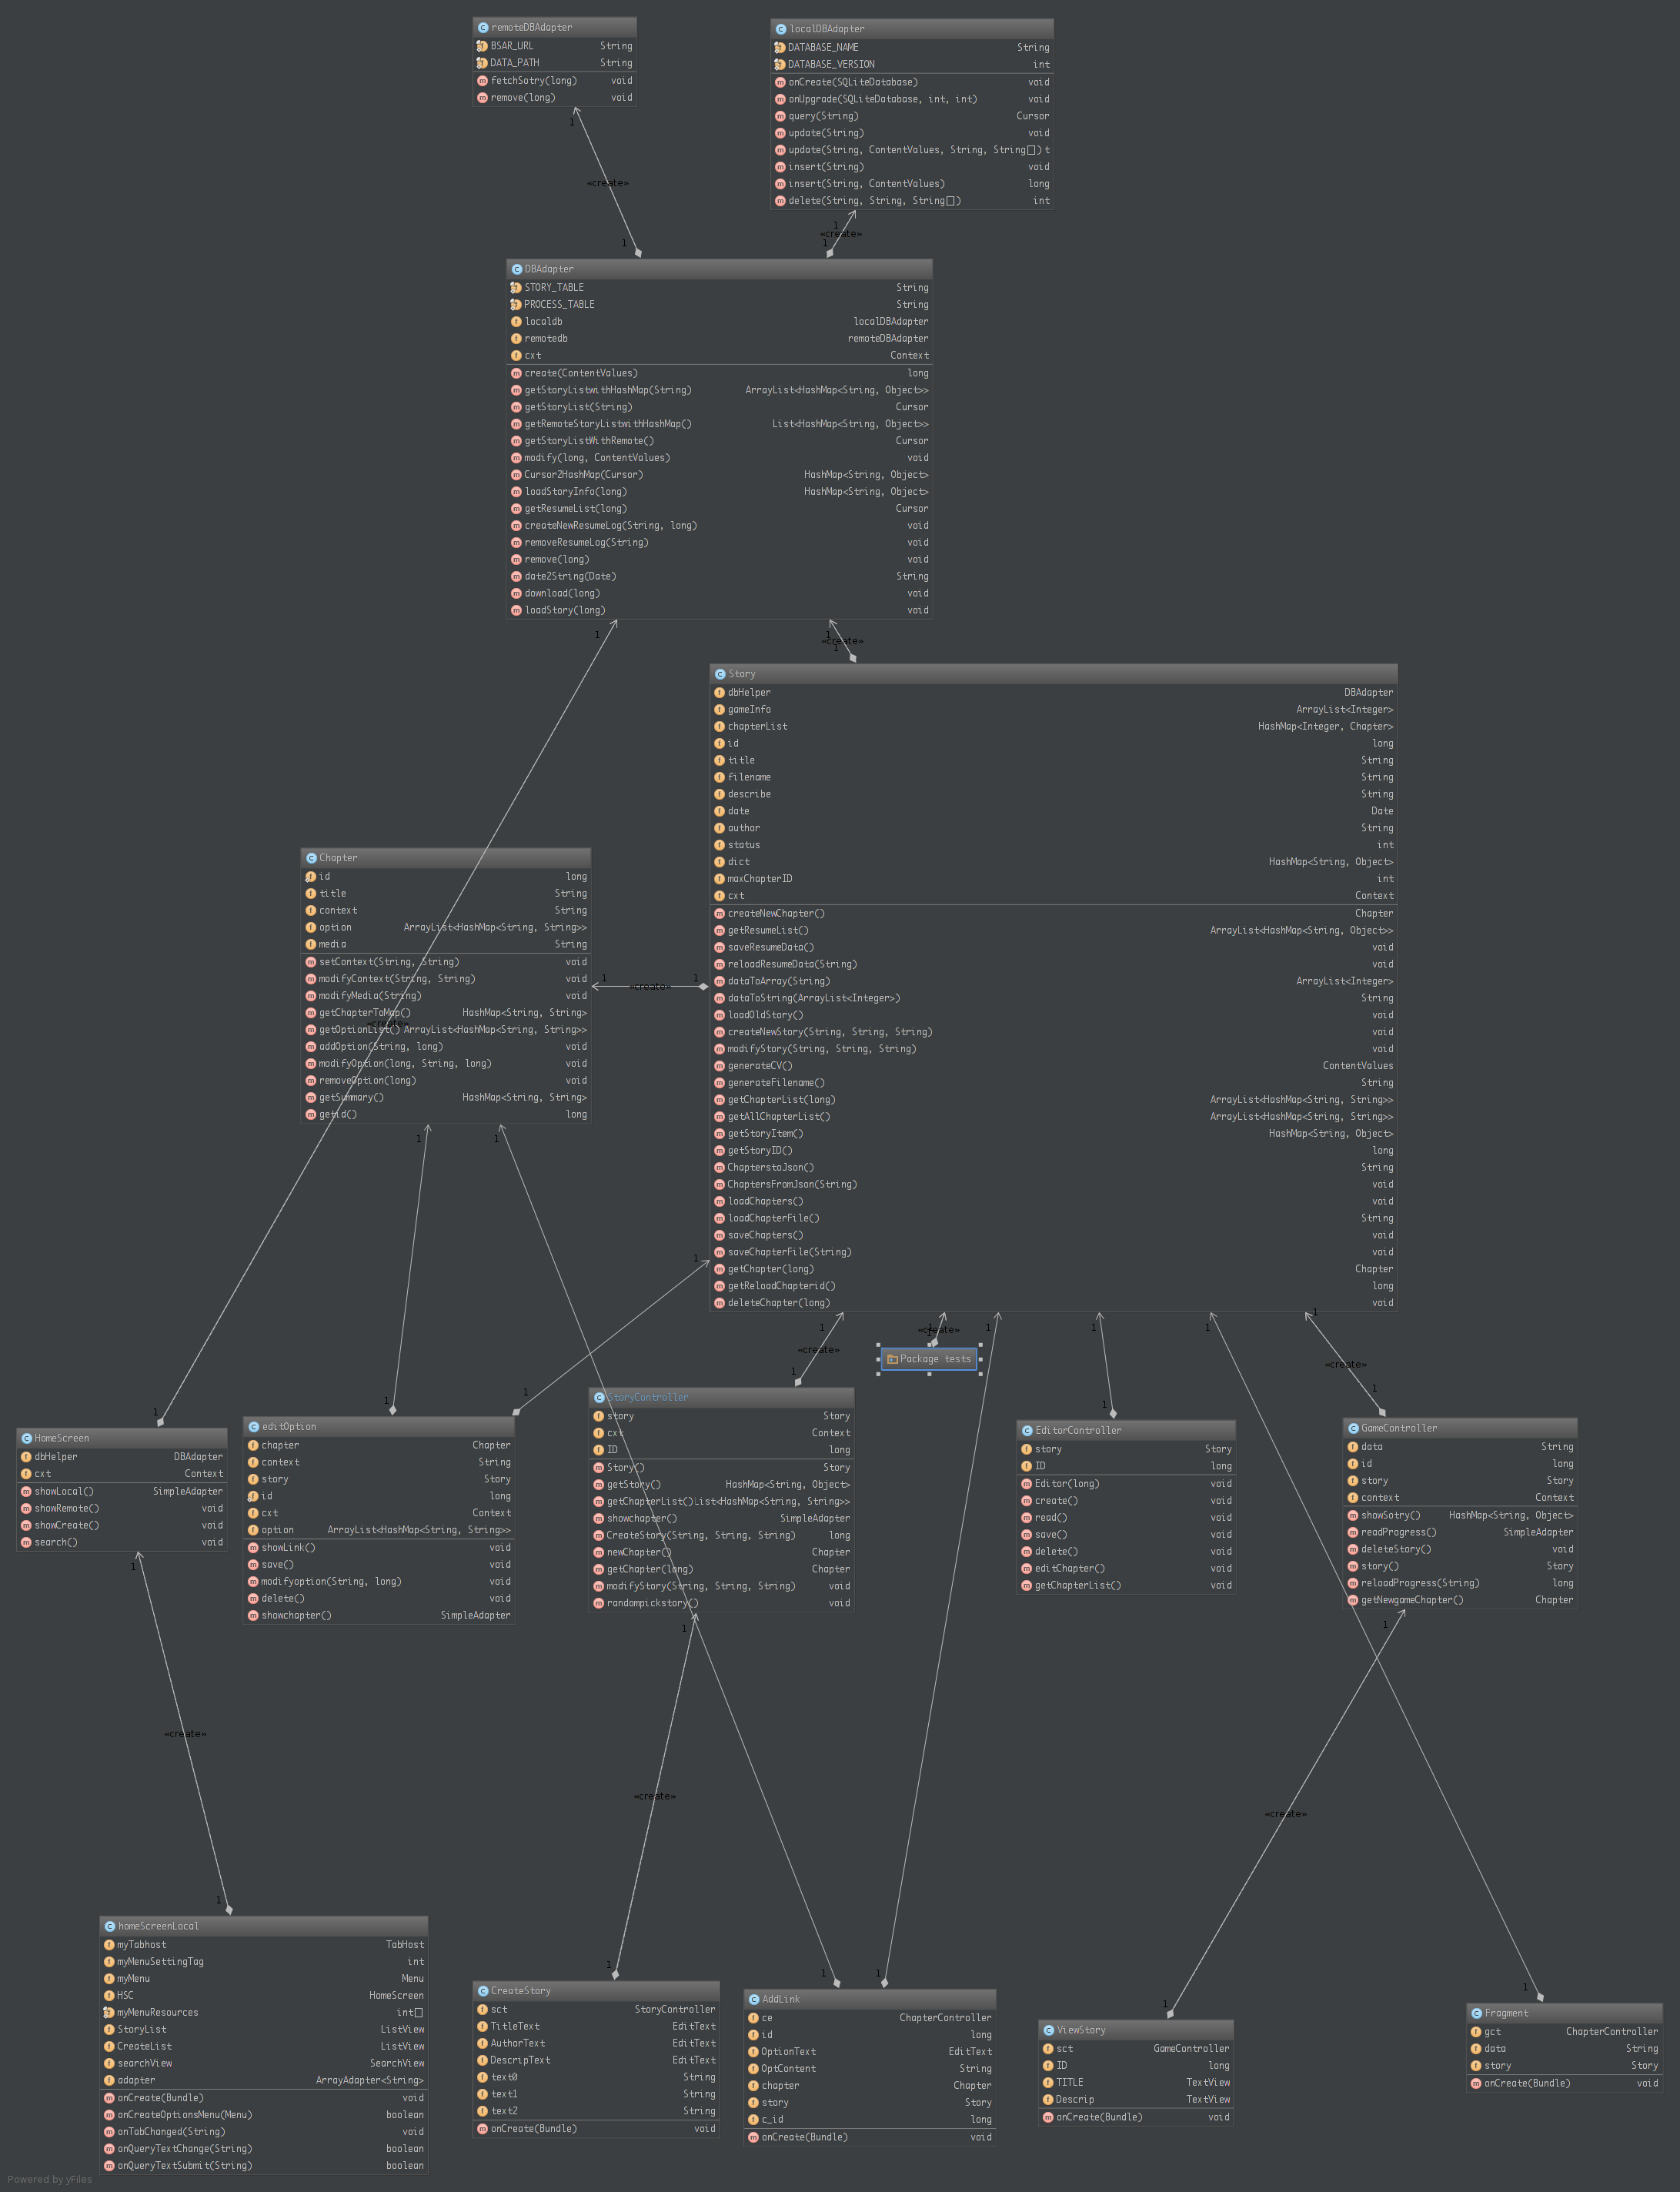 remoteDBAdapter
BSAR_URL String
DATA_PATH String
fetchSotry(long) void
remove(long) void
1
«create»
1
localDBAdapter
DATABASE_NAME String
DATABASE_VERSION int
onCreate(SQLiteDatabase) void
onUpgrade(SQLiteDatabase, int, int) void
query(String) Cursor
update(String) void
update(String, ContentValues, String, String[]) t
insert(String) void
insert(String, ContentValues) long
delete(String, String, String[]) int
1
«create»
1
DBAdapter
STORY_TABLE String
PROCESS_TABLE String
localdb localDBAdapter
remotedb remoteDBAdapter
cxt Context
create(ContentValues) long
getStoryListwithHashMap(String) ArrayList<HashMap<String, Object>>
getStoryList(String) Cursor
getRemoteStoryListwithHashMap() List<HashMap<String, Object>>
getStoryListWithRemote() Cursor
modify(long, ContentValues) void
Cursor2HashMap(Cursor) HashMap<String, Object>
loadStoryInfo(long) HashMap<String, Object>
getResumeList(long) Cursor
createNewResumeLog(String, long) void
removeResumeLog(String) void
remove(long) void
date2String(Date) String
download(long) void
loadStory(long) void
1
1
«create»
1
Story
dbHelper DBAdapter
gameInfo ArrayList<Integer>
chapterList HashMap<Integer, Chapter>
id long
title String
filename String
describe String
date Date
author String
status int
dict HashMap<String, Object>
maxChapterID int
cxt Context
createNewChapter() Chapter
getResumeList() ArrayList<HashMap<String, Object>>
saveResumeData() void
reloadResumeData(String) void
dataToArray(String) ArrayList<Integer>
dataToString(ArrayList<Integer>) String
loadOldStory() void
createNewStory(String, String, String) void
modifyStory(String, String, String) void
generateCV() ContentValues
generateFilename() String
getChapterList(long) ArrayList<HashMap<String, String>>
getAllChapterList() ArrayList<HashMap<String, String>>
getStoryItem() HashMap<String, Object>
getStoryID() long
ChapterstoJson() String
ChaptersFromJson(String) void
loadChapters() void
loadChapterFile() String
saveChapters() void
saveChapterFile(String) void
getChapter(long) Chapter
getReloadChapterid() long
deleteChapter(long) void
Chapter
id long
title String
context String
option ArrayList<HashMap<String, String>>
media String
setContext(String, String) void
modifyContext(String, String) void
modifyMedia(String) void
getChapterToMap() HashMap<String, String>
getOptionList() ArrayList<HashMap<String, String>>
addOption(String, long) void
modifyOption(long, String, long) void
removeOption(long) void
getSummary() HashMap<String, String>
getid() long
«create»
1 «create» 1
1
1
1
1
«create»
1
«create»
1
1
1
1
1
«create»
Package tests
1
1
1
1
1
1
HomeScreen
dbHelper DBAdapter
cxt Context
showLocal() SimpleAdapter
showRemote() void
showCreate() void
search() void
editOption
chapter Chapter
context String
story Story
id long
cxt Context
option ArrayList<HashMap<String, String>>
showLink() void
save() void
modifyoption(String, long) void
delete() void
showchapter() SimpleAdapter
StoryController
story Story
cxt Context
ID long
Story() Story
getStory() HashMap<String, Object>
getChapterList() List<HashMap<String, String>>
showchapter() SimpleAdapter
CreateStory(String, String, String) long
newChapter() Chapter
getChapter(long) Chapter
modifyStory(String, String, String) void
randompickstory() void
EditorController
story Story
ID long
Editor(long) void
create() void
read() void
save() void
delete() void
editChapter() void
getChapterList() void
GameController
data String
id long
story Story
context Context
showSotry() HashMap<String, Object>
readProgress() SimpleAdapter
deleteStory() void
story() Story
reloadProgress(String) long
getNewgameChapter() Chapter
1
1
1
«create»
«create»
«create»
1
1
1
1
1
1
homeScreenLocal
myTabhost TabHost
myMenuSettingTag int
myMenu Menu
HSC HomeScreen
myMenuResources int[]
StoryList ListView
CreateList ListView
searchView SearchView
adapter ArrayAdapter<String>
onCreate(Bundle) void
onCreateOptionsMenu(Menu) boolean
onTabChanged(String) void
onQueryTextChange(String) boolean
onQueryTextSubmit(String) boolean
CreateStory
sct StoryController
TitleText EditText
AuthorText EditText
DescripText EditText
text0 String
text1 String
text2 String
onCreate(Bundle) void
AddLink
ce ChapterController
id long
OptionText EditText
OptContent String
chapter Chapter
story Story
c_id long
onCreate(Bundle) void
ViewStory
sct GameController
ID long
TITLE TextView
Descrip TextView
onCreate(Bundle) void
Fragment
gct ChapterController
data String
story Story
onCreate(Bundle) void
Powered by yFiles